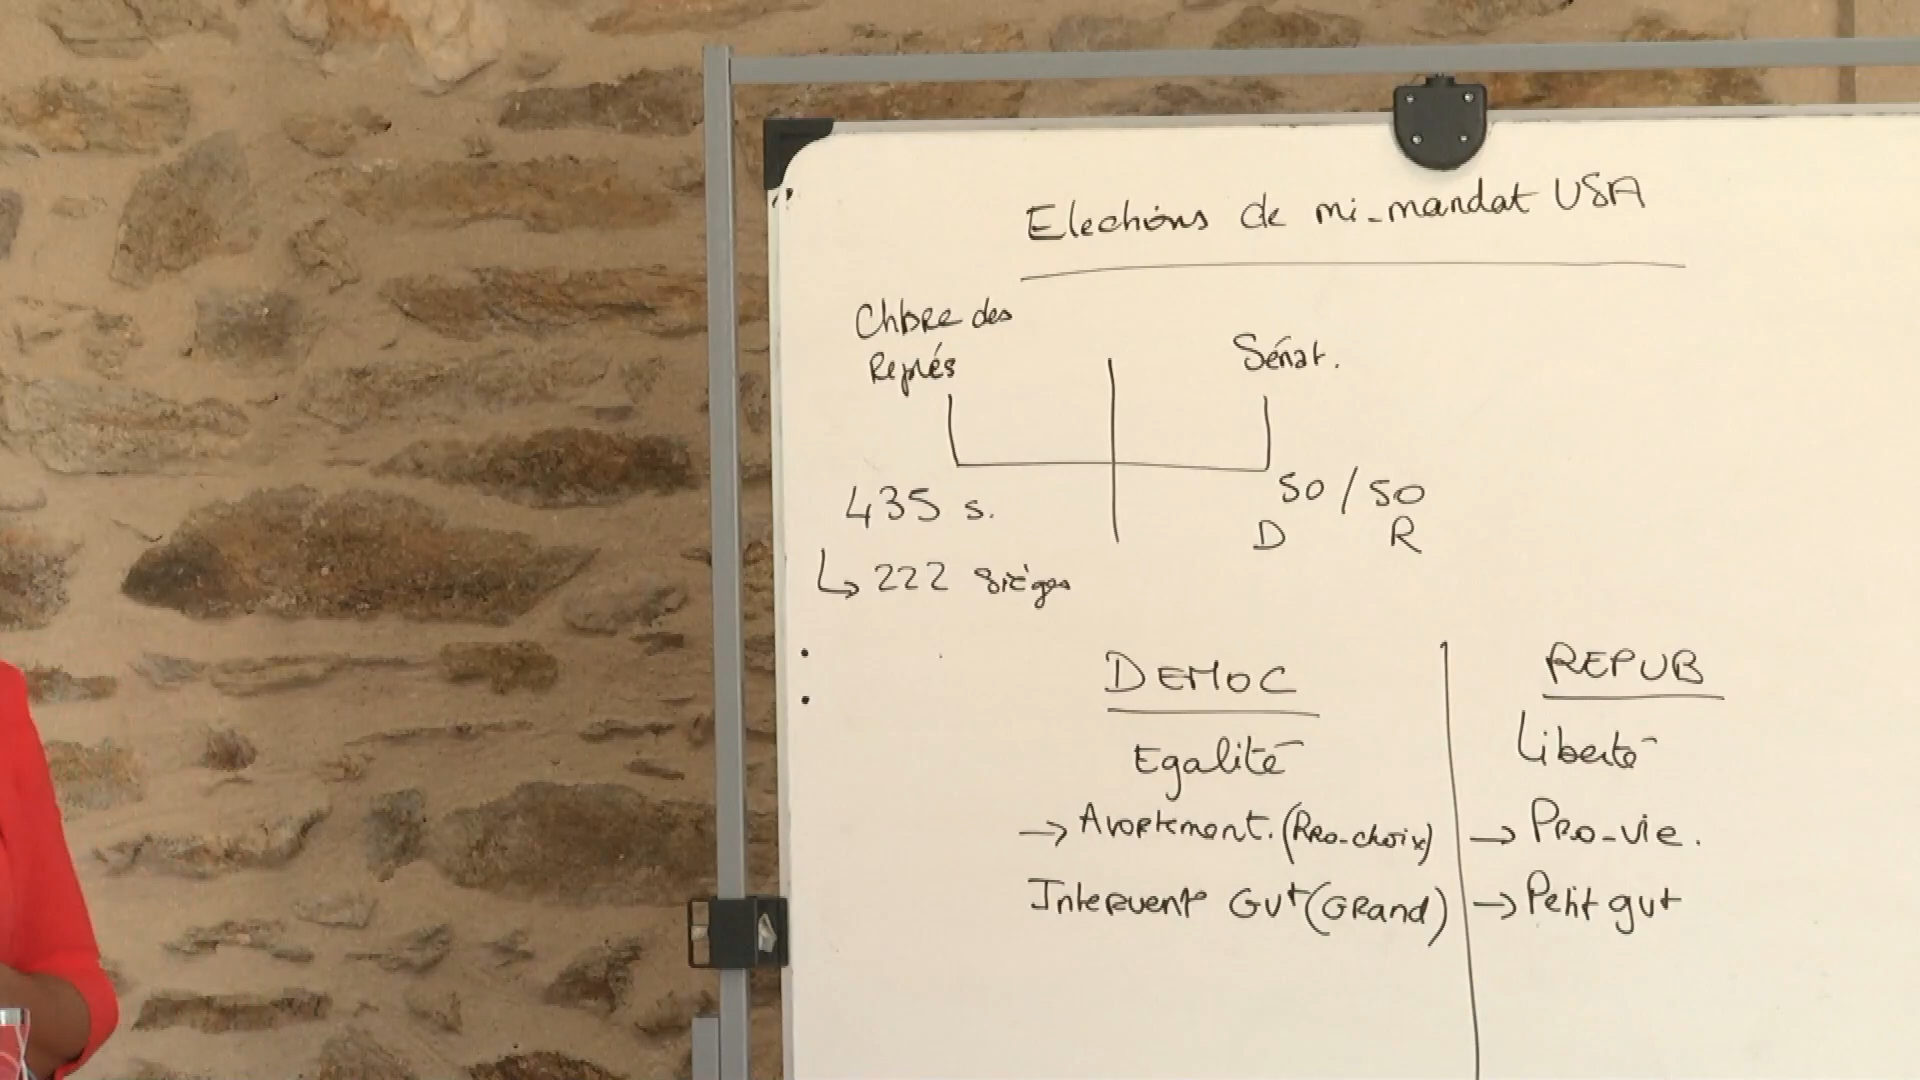 Elections de mi-mandat USA
Chbre des
Représ
Sénat.
435 s.
50/50
D R
↳ 222 sièges
DEMOC
REPUB
Egalité
Liberté
→ Avortement. (Pro-choix)
→ Pro-vie.
Intervent° Gvt (Grand)
→ Petit gvt